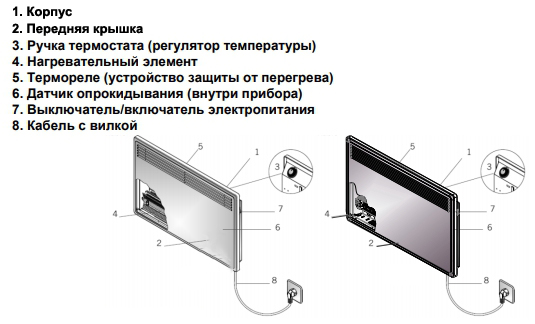 1. Корпус
2. Передняя крышка
3. Ручка термостата (регулятор температуры)
4. Нагревательный элемент
5. Термореле (устройство защиты от перегрева)
6. Датчик опрокидывания (внутри прибора)
7. Выключатель/включатель электропитания
8. Кабель с вилкой
5
1
3
4
7
6
2
8
5
1
3
4
7
6
2
8